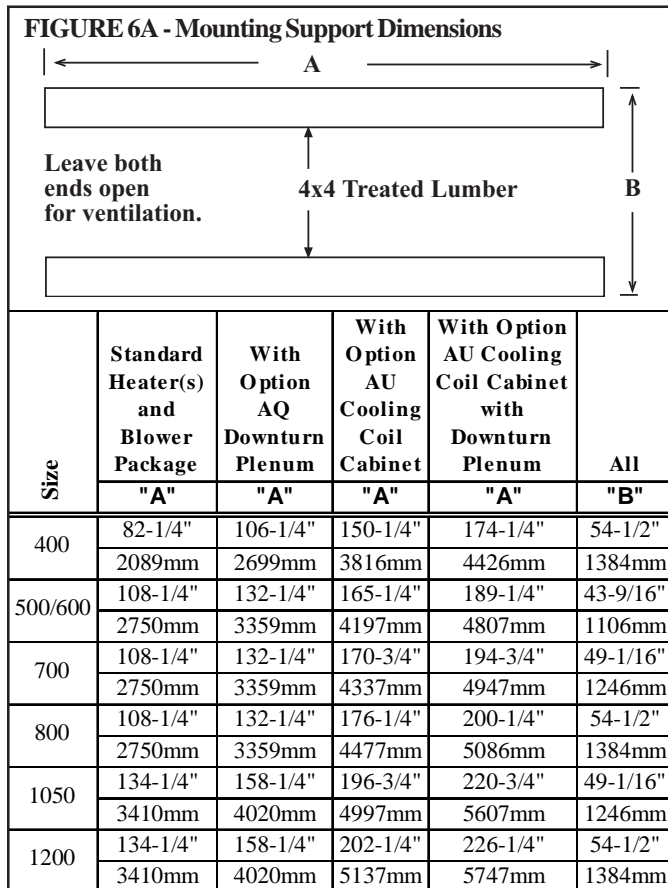 FIGURE 6A - Mounting Support Dimensions
A
Leave both
ends open
for ventilation.
4x4 Treated Lumber
B
Size
Standard
Heater(s)
and
Blower
Package
With
Option
AQ
Downturn
Plenum
With
Option
AU
Cooling
Coil
Cabinet
With Option
AU Cooling
Coil Cabinet
with
Downturn
Plenum
All
"A" "A" "A" "A" "B"
400
82-1/4" 106-1/4" 150-1/4" 174-1/4" 54-1/2"
2089mm 2699mm 3816mm 4426mm 1384mm
500/600
108-1/4" 132-1/4" 165-1/4" 189-1/4" 43-9/16"
2750mm 3359mm 4197mm 4807mm 1106mm
700
108-1/4" 132-1/4" 170-3/4" 194-3/4" 49-1/16"
2750mm 3359mm 4337mm 4947mm 1246mm
800
108-1/4" 132-1/4" 176-1/4" 200-1/4" 54-1/2"
2750mm 3359mm 4477mm 5086mm 1384mm
1050
134-1/4" 158-1/4" 196-3/4" 220-3/4" 49-1/16"
3410mm 4020mm 4997mm 5607mm 1246mm
1200
134-1/4" 158-1/4" 202-1/4" 226-1/4" 54-1/2"
3410mm 4020mm 5137mm 5747mm 1384mm